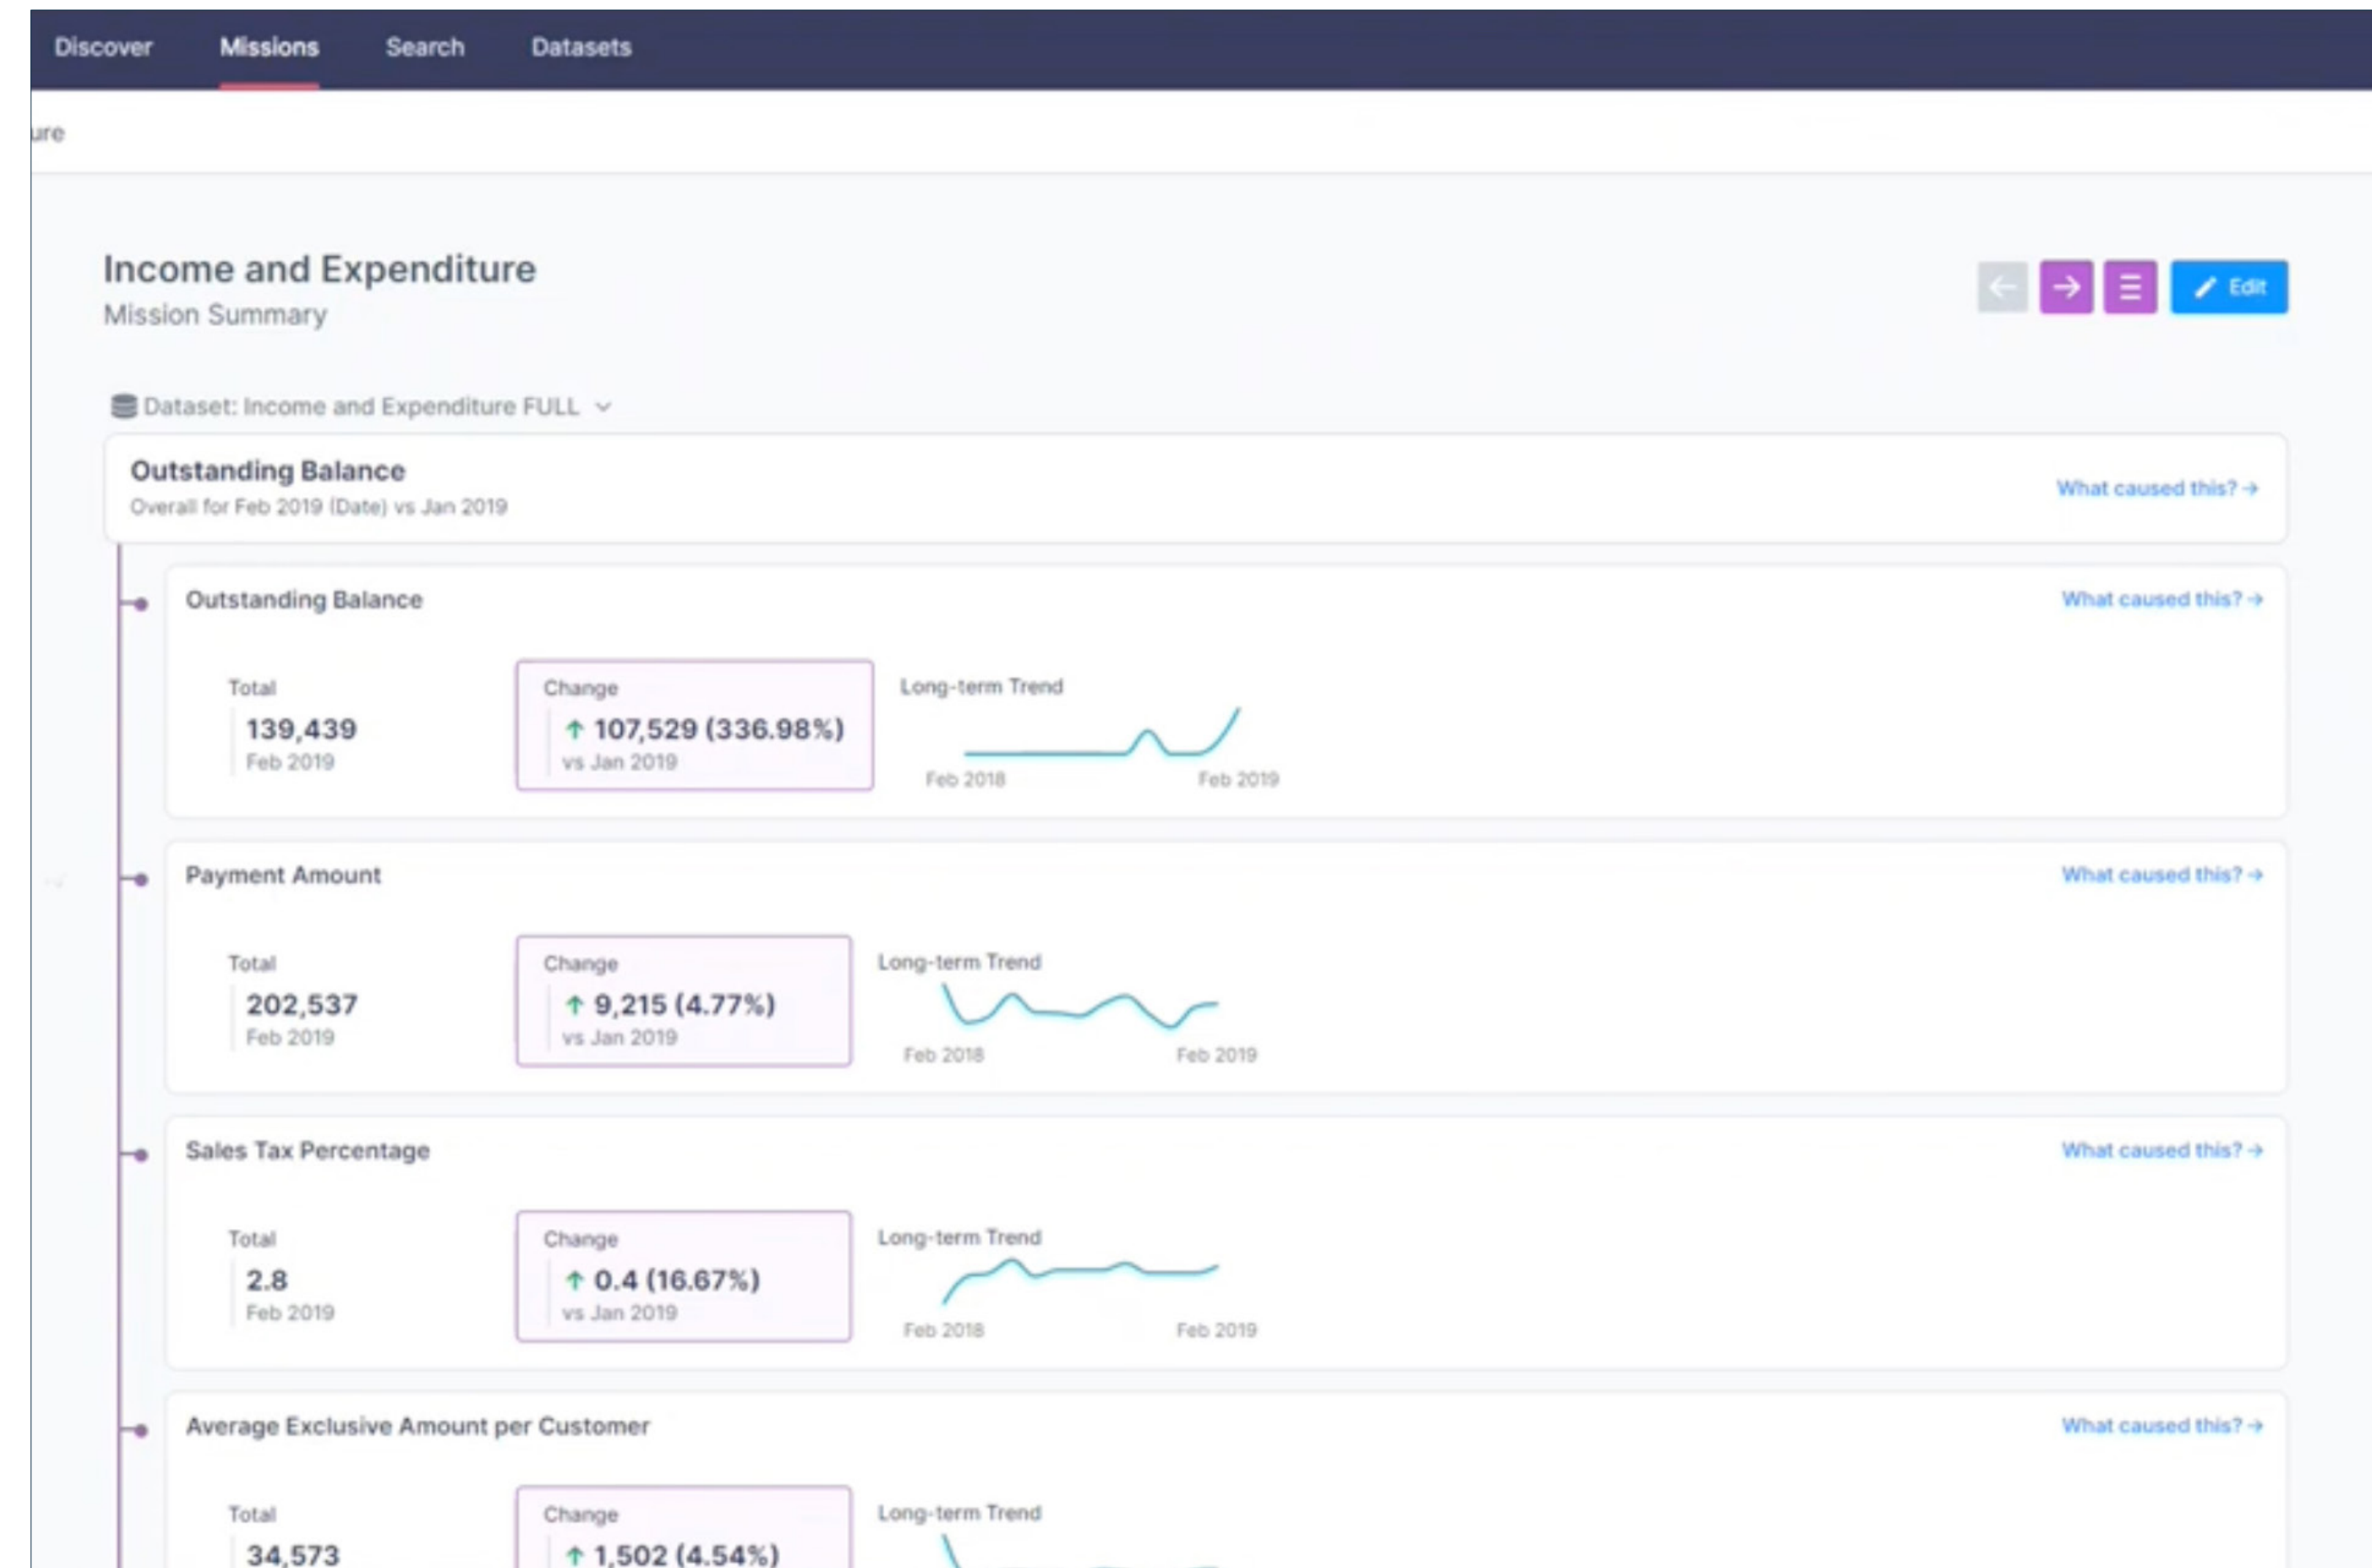 Discover Missions Search Datasets
ure
Income and Expenditure
Mission Summary
Edit
Dataset: Income and Expenditure FULL
Outstanding Balance
Overall for Feb 2019 (Date) vs Jan 2019
What caused this? →
Outstanding Balance
What caused this? →
Total
139,439
Feb 2019
Change
↑ 107,529 (336.98%)
vs Jan 2019
Long-term Trend
Feb 2018 Feb 2019
Payment Amount
What caused this? →
Total
202,537
Feb 2019
Change
↑ 9,215 (4.77%)
vs Jan 2019
Long-term Trend
Feb 2018 Feb 2019
Sales Tax Percentage
What caused this? →
Total
2.8
Feb 2019
Change
↑ 0.4 (16.67%)
vs Jan 2019
Long-term Trend
Feb 2018 Feb 2019
Average Exclusive Amount per Customer
What caused this? →
Total
34,573
Change
↑ 1,502 (4.54%)
Long-term Trend